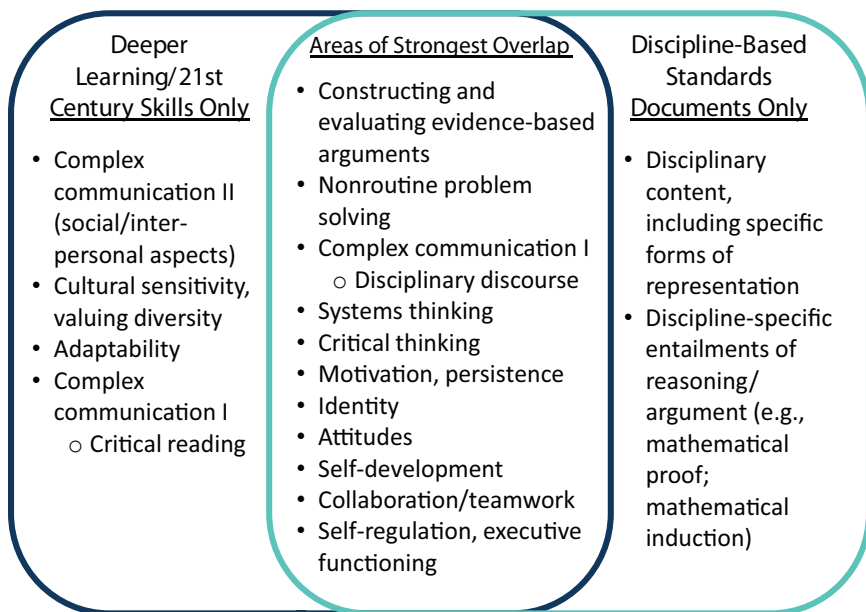 Deeper
Learning/21st
Century Skills Only
• Complex
communication II
(social/inter-
personal aspects)
• Cultural sensitivity,
valuing diversity
• Adaptability
• Complex
communication I
o Critical reading
Areas of Strongest Overlap
• Constructing and
evaluating evidence-based
arguments
• Nonroutine problem
solving
• Complex communication I
o Disciplinary discourse
• Systems thinking
• Critical thinking
• Motivation, persistence
• Identity
• Attitudes
• Self-development
• Collaboration/teamwork
• Self-regulation, executive
functioning
Discipline-Based
Standards
Documents Only
• Disciplinary
content,
including specific
forms of
representation
• Discipline-specific
entailments of
reasoning/
argument (e.g.,
mathematical
proof;
mathematical
induction)